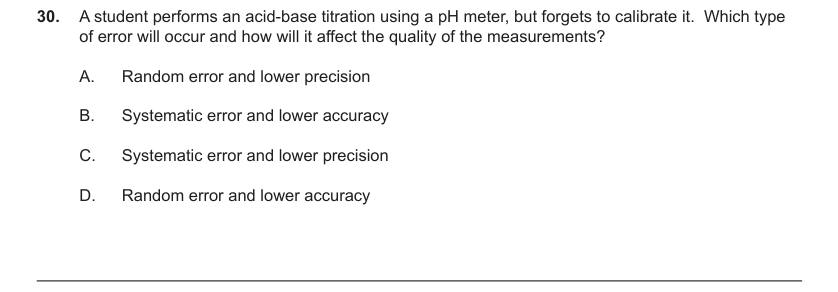 30. A student performs an acid-base titration using a pH meter, but forgets to calibrate it. Which type
of error will occur and how will it affect the quality of the measurements?
A. Random error and lower precision
B. Systematic error and lower accuracy
C. Systematic error and lower precision
D. Random error and lower accuracy